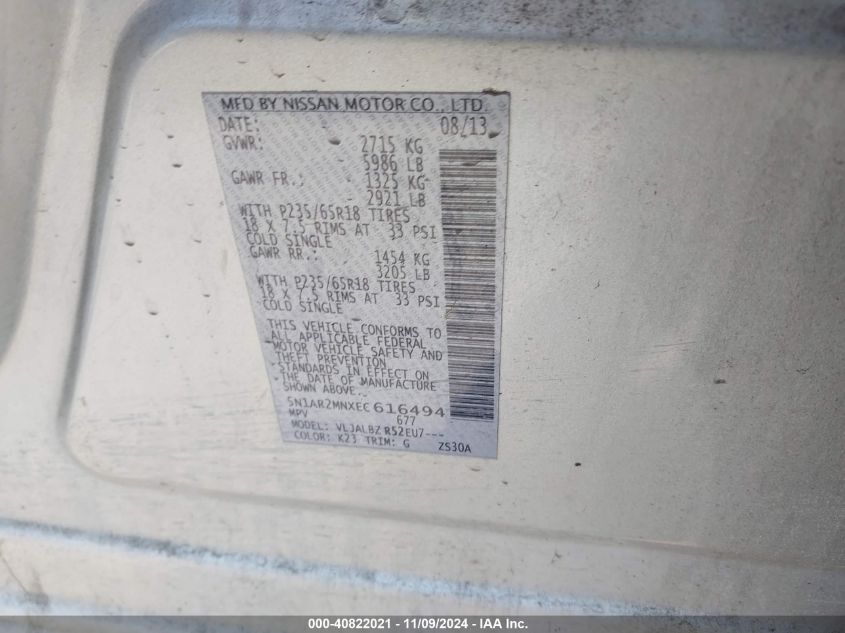 MFD BY NISSAN MOTOR CO., LTD.
DATE: 08/13
GVWR: 2715 KG
5986 LB
GAWR FR.: 1325 KG
2921 LB
WITH P235/65R18 TIRES
18 X 7.5 RIMS AT 33 PSI
COLD SINGLE
GAWR RR.: 1454 KG
3205 LB
WITH P235/65R18 TIRES
18 X 7.5 RIMS AT 33 PSI
COLD SINGLE
THIS VEHICLE CONFORMS TO
ALL APPLICABLE FEDERAL
MOTOR VEHICLE SAFETY AND
THEFT PREVENTION
STANDARDS IN EFFECT ON
THE DATE OF MANUFACTURE
SHOWN ABOVE.
5N1AR2MNXEC616494
MPV 677
MODEL: VLJALBZ R52EU7---
COLOR: K23 TRIM: G ZS30A
000-40822021 - 11/09/2024 - IAA Inc.